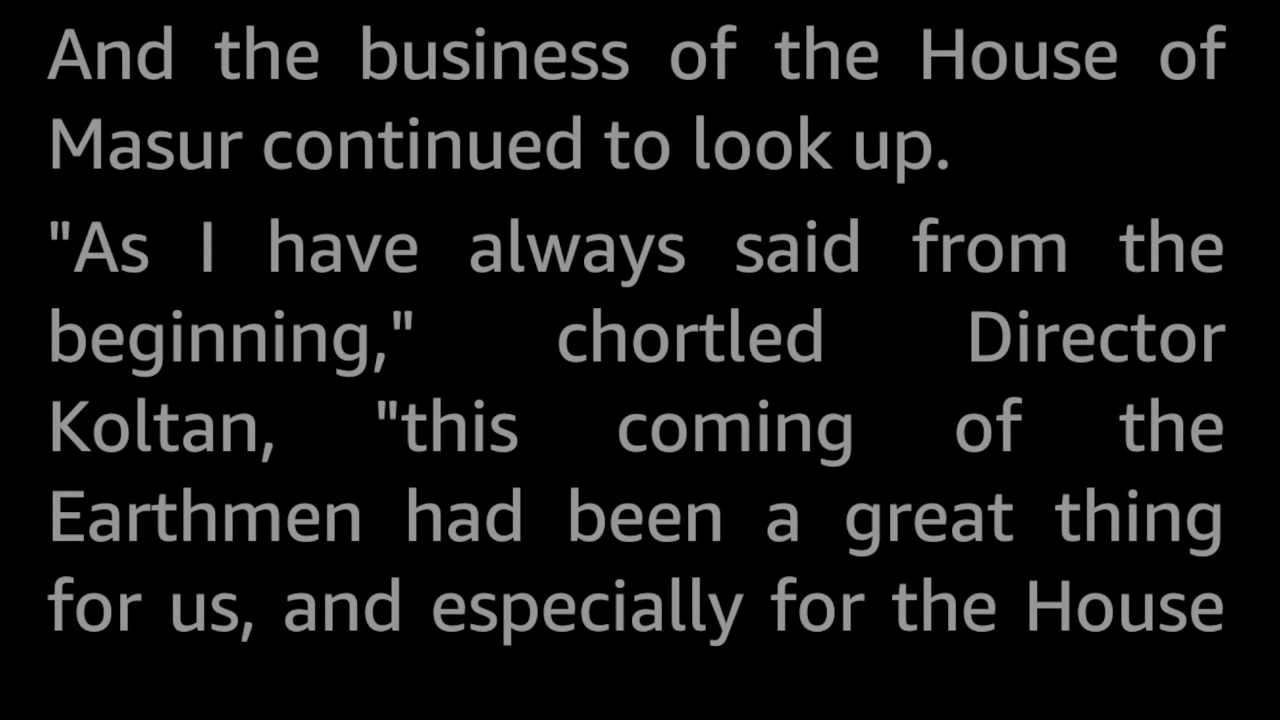 And the business of the House of
Masur continued to look up.
"As I have always said from the
beginning," chortled Director
Koltan, "this coming of the
Earthmen had been a great thing
for us, and especially for the House